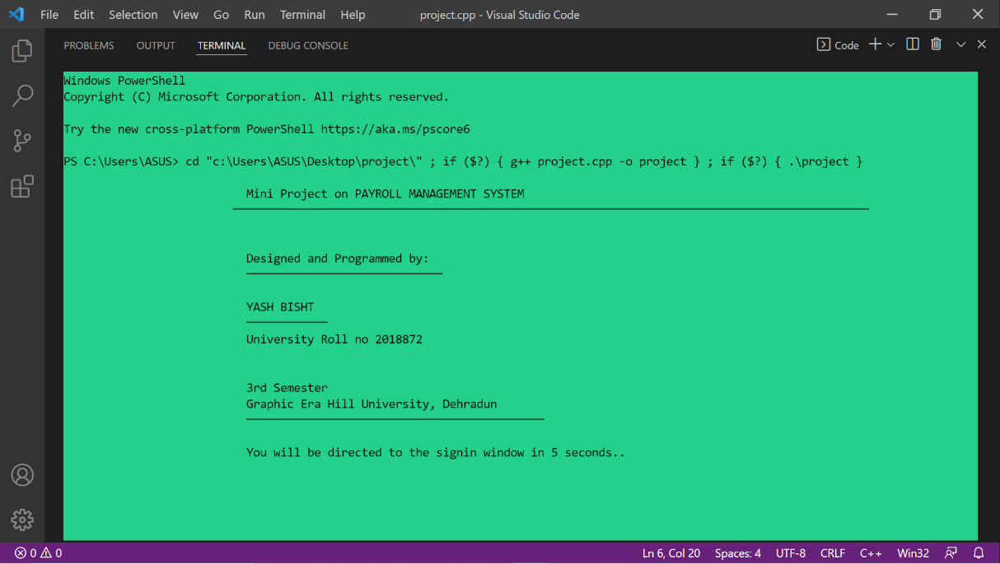 File Edit Selection View Go Run Terminal Help project.cpp - Visual Studio Code
PROBLEMS OUTPUT TERMINAL DEBUG CONSOLE Code
Windows PowerShell
Copyright (C) Microsoft Corporation. All rights reserved.
Try the new cross-platform PowerShell https://aka.ms/pscore6
PS C:\Users\ASUS> cd "c:\Users\ASUS\Desktop\project\" ; if ($?) { g++ project.cpp -o project } ; if ($?) { .\project }
Mini Project on PAYROLL MANAGEMENT SYSTEM
Designed and Programmed by:
YASH BISHT
University Roll no 2018872
3rd Semester
Graphic Era Hill University, Dehradun
You will be directed to the signin window in 5 seconds..
0 0 Ln 6, Col 20 Spaces: 4 UTF-8 CRLF C++ Win32